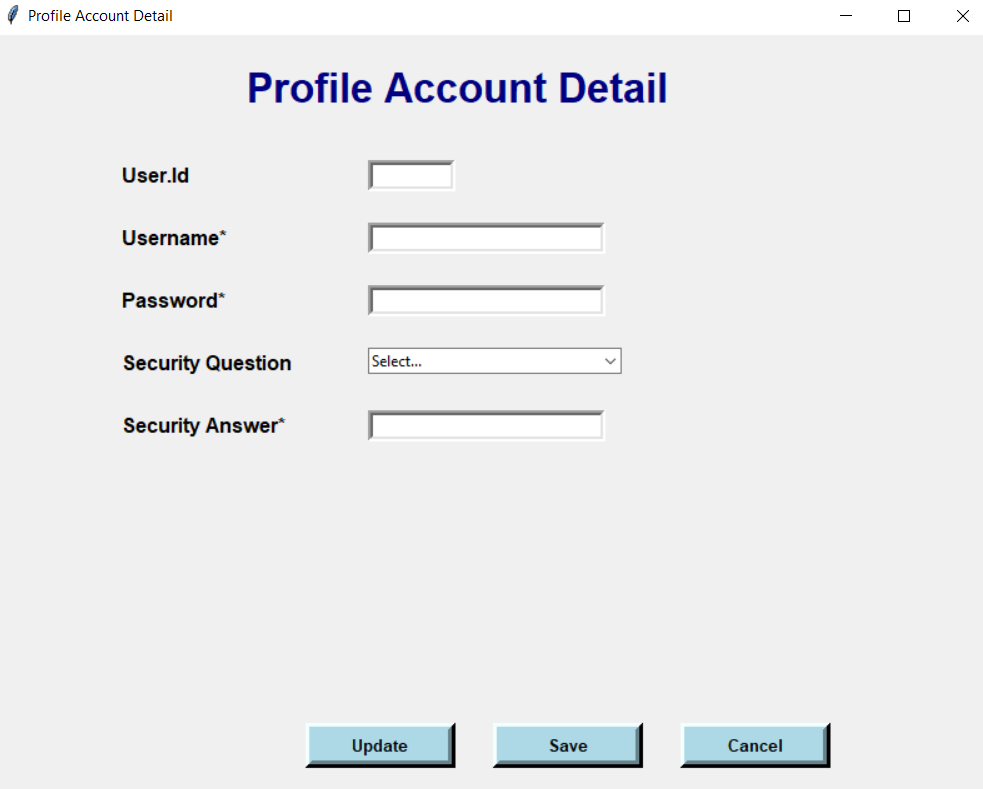 Profile Account Detail
Profile Account Detail
User.Id
Username*
Password*
Security Question
Select...
Security Answer*
Update Save Cancel